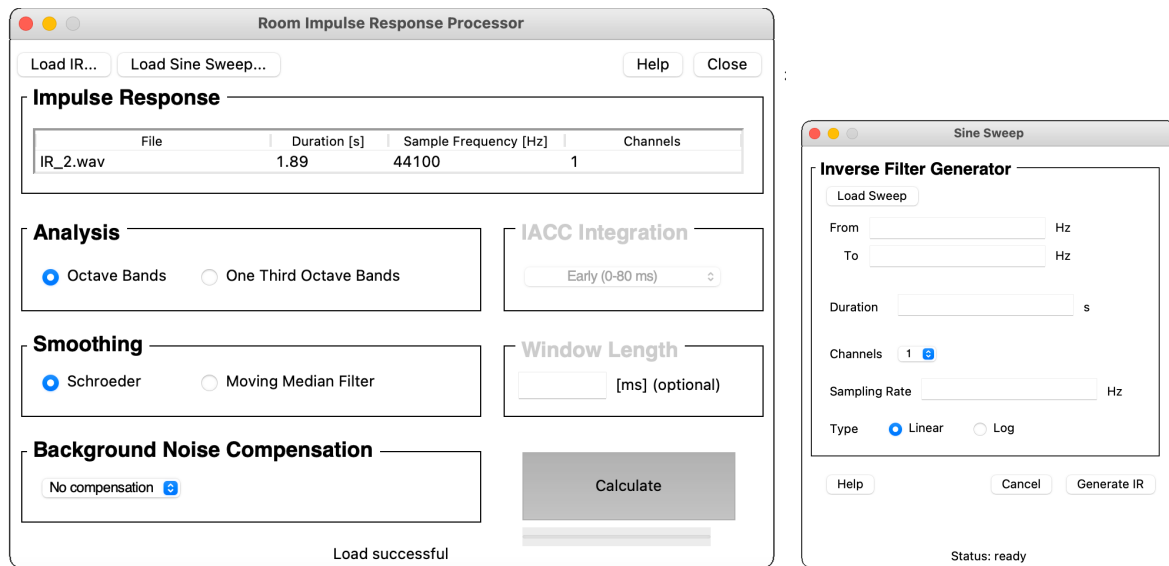 Room Impulse Response Processor
Load IR... Load Sine Sweep... Help Close
Impulse Response
File Duration [s] Sample Frequency [Hz] Channels
IR_2.wav 1.89 44100 1
Analysis
Octave Bands One Third Octave Bands
IACC Integration
Early (0-80 ms)
Smoothing
Schroeder Moving Median Filter
Window Length
[ms] (optional)
Background Noise Compensation
No compensation
Calculate
Load successful
:
Sine Sweep
Inverse Filter Generator
Load Sweep
From Hz
To Hz
Duration s
Channels 1
Sampling Rate Hz
Type Linear Log
Help Cancel Generate IR
Status: ready